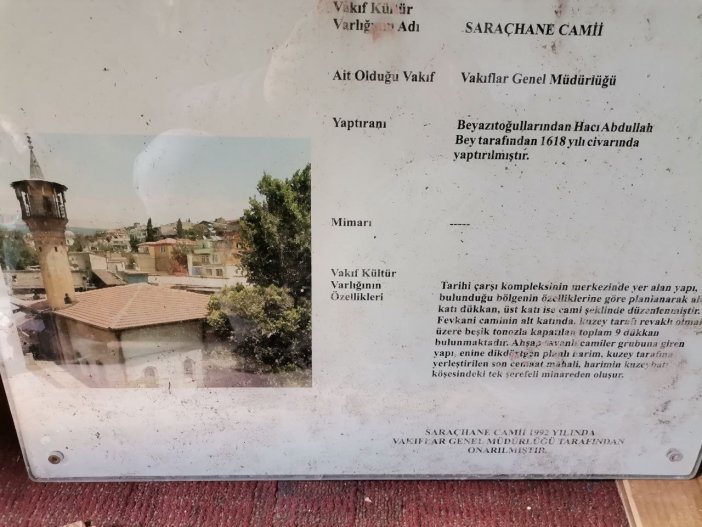 Vakıf Kültür
Varlığının Adı SARAÇHANE CAMİİ
Ait Olduğu Vakıf Vakıflar Genel Müdürlüğü
Yaptıranı Beyazıtoğullarından Hacı Abdullah
Bey tarafından 1618 yılı civarında
yaptırılmıştır.
Mimarı -----
Vakıf Kültür
Varlığının
Özellikleri
Tarihi çarşı kompleksinin merkezinde yer alan yapı,
bulunduğu bölgenin özelliklerine göre planlanarak alt
katı dükkan, üst katı ise cami şeklinde düzenlenmiştir.
Fevkani caminin alt katında, kuzey tarafı revaklı olmak
üzere beşik tonozla kapatılan toplam 9 dükkan
bulunmaktadır. Ahşap tavanlı camiler grubuna giren
yapı, enine dikdörtgen planlı harim, kuzey tarafına
yerleştirilen son cemaat mahali, harimin kuzeybatı
köşesindeki tek şerefeli minareden oluşur.
SARAÇHANE CAMİİ 1992 YILINDA
VAKIFLAR GENEL MÜDÜRLÜĞÜ TARAFINDAN
ONARILMIŞTIR.